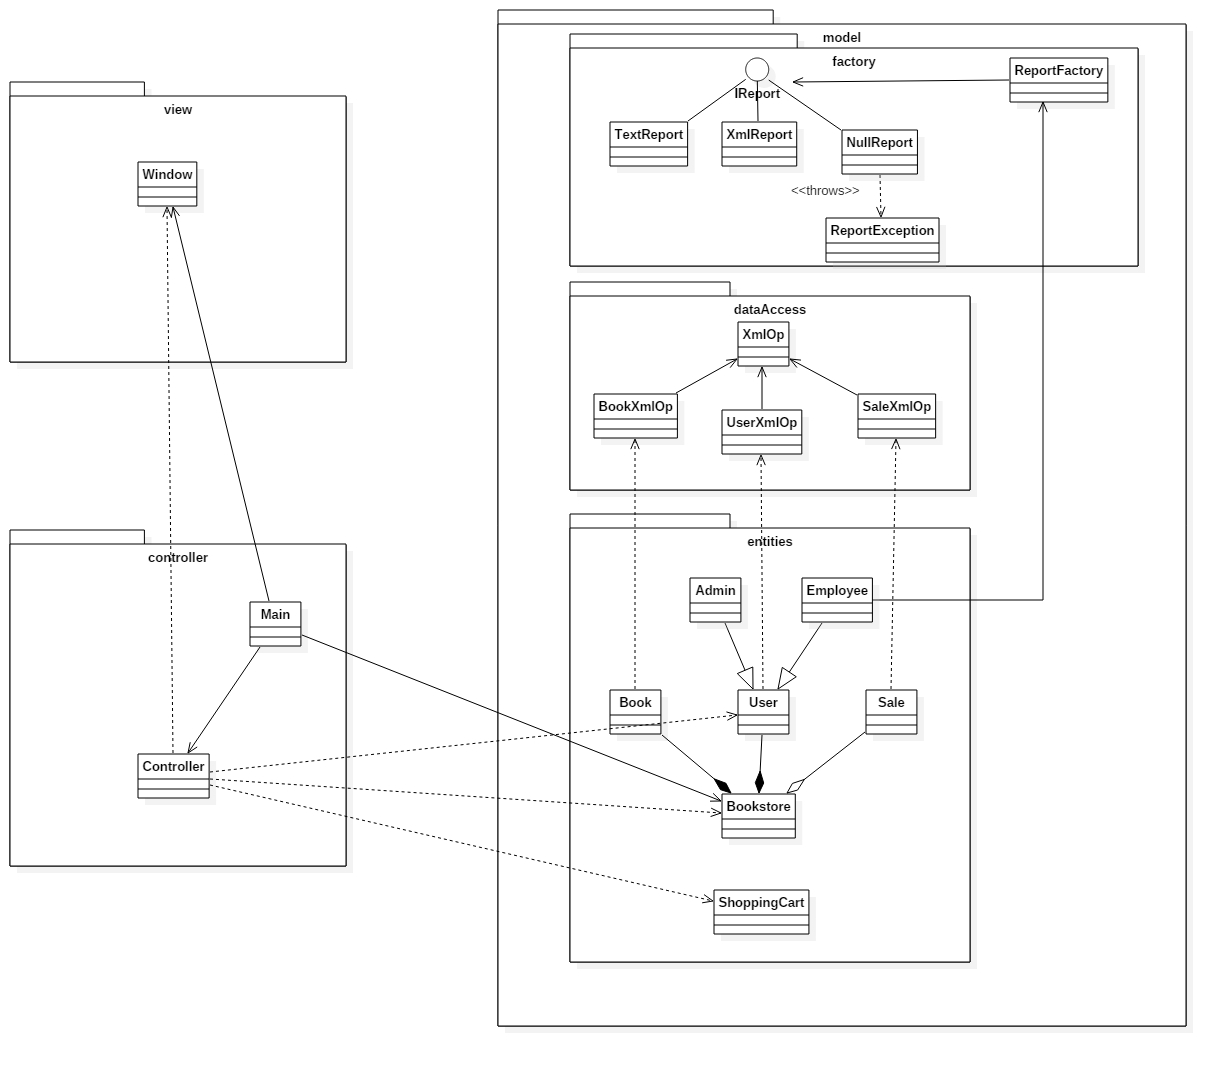 model
factory
ReportFactory
IReport
view
TextReport
XmlReport
NullReport
Window
<<throws>>
ReportException
dataAccess
XmlOp
BookXmlOp
UserXmlOp
SaleXmlOp
entities
controller
Admin
Employee
Main
Book
User
Sale
Controller
Bookstore
ShoppingCart